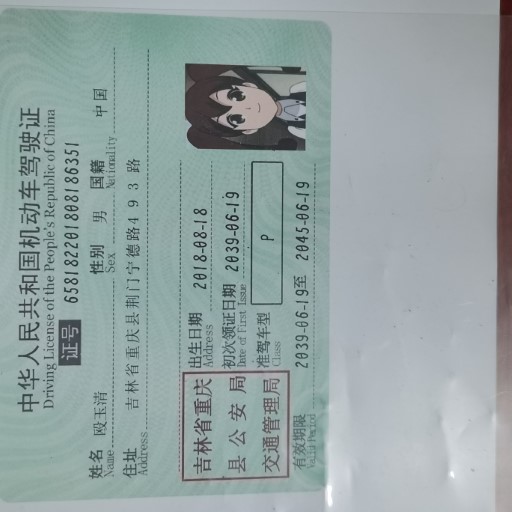 中华人民共和国机动车驾驶证
Driving License of the People's Republic of China
证号 658182201808186351
姓名 殴玉清 性别 男 国籍 中国
Name Sex Nationality
住址 吉林省重庆县荆门宁德路493路
Address
出生日期 2018-08-18
Address
初次领证日期 2039-06-19
Date of First Issue
准驾车型 P
Class
吉林省重庆
县公安局
交通管理局
有效期限 2039-06-19至 2045-06-19
Valid Period